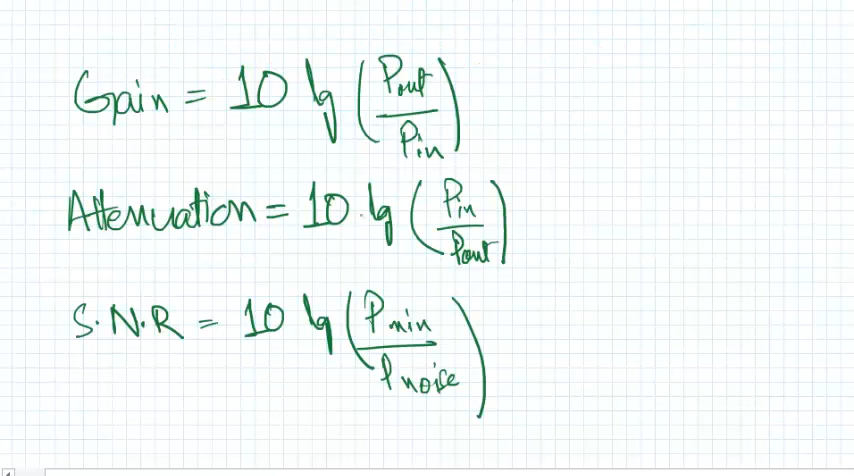 Gain = 10 lg (Pout/Pin)
Attenuation = 10 . lg (Pin/Pout)
S.N.R = 10 lg (Pmin/Pnoise)